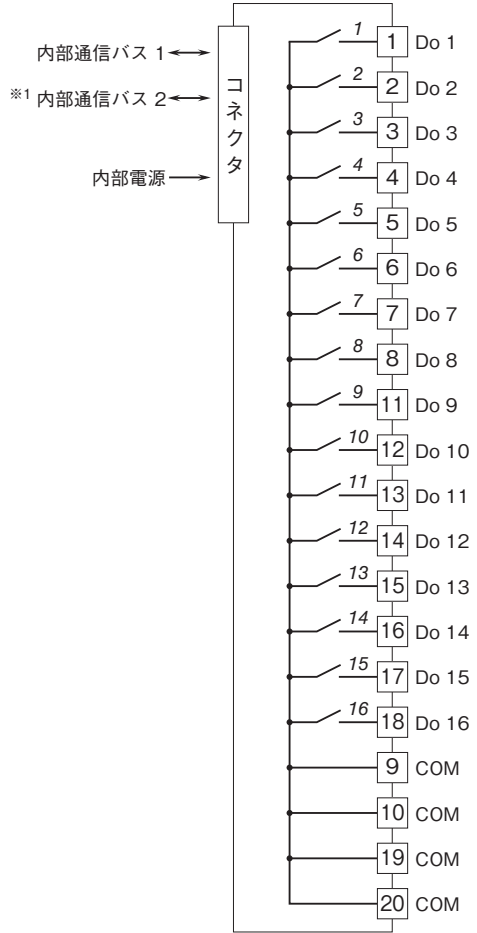 内部通信バス 1
※1 内部通信バス 2
内部電源
コネクタ
1 1 Do 1
2 2 Do 2
3 3 Do 3
4 4 Do 4
5 5 Do 5
6 6 Do 6
7 7 Do 7
8 8 Do 8
9 11 Do 9
10 12 Do 10
11 13 Do 11
12 14 Do 12
13 15 Do 13
14 16 Do 14
15 17 Do 15
16 18 Do 16
9 COM
10 COM
19 COM
20 COM